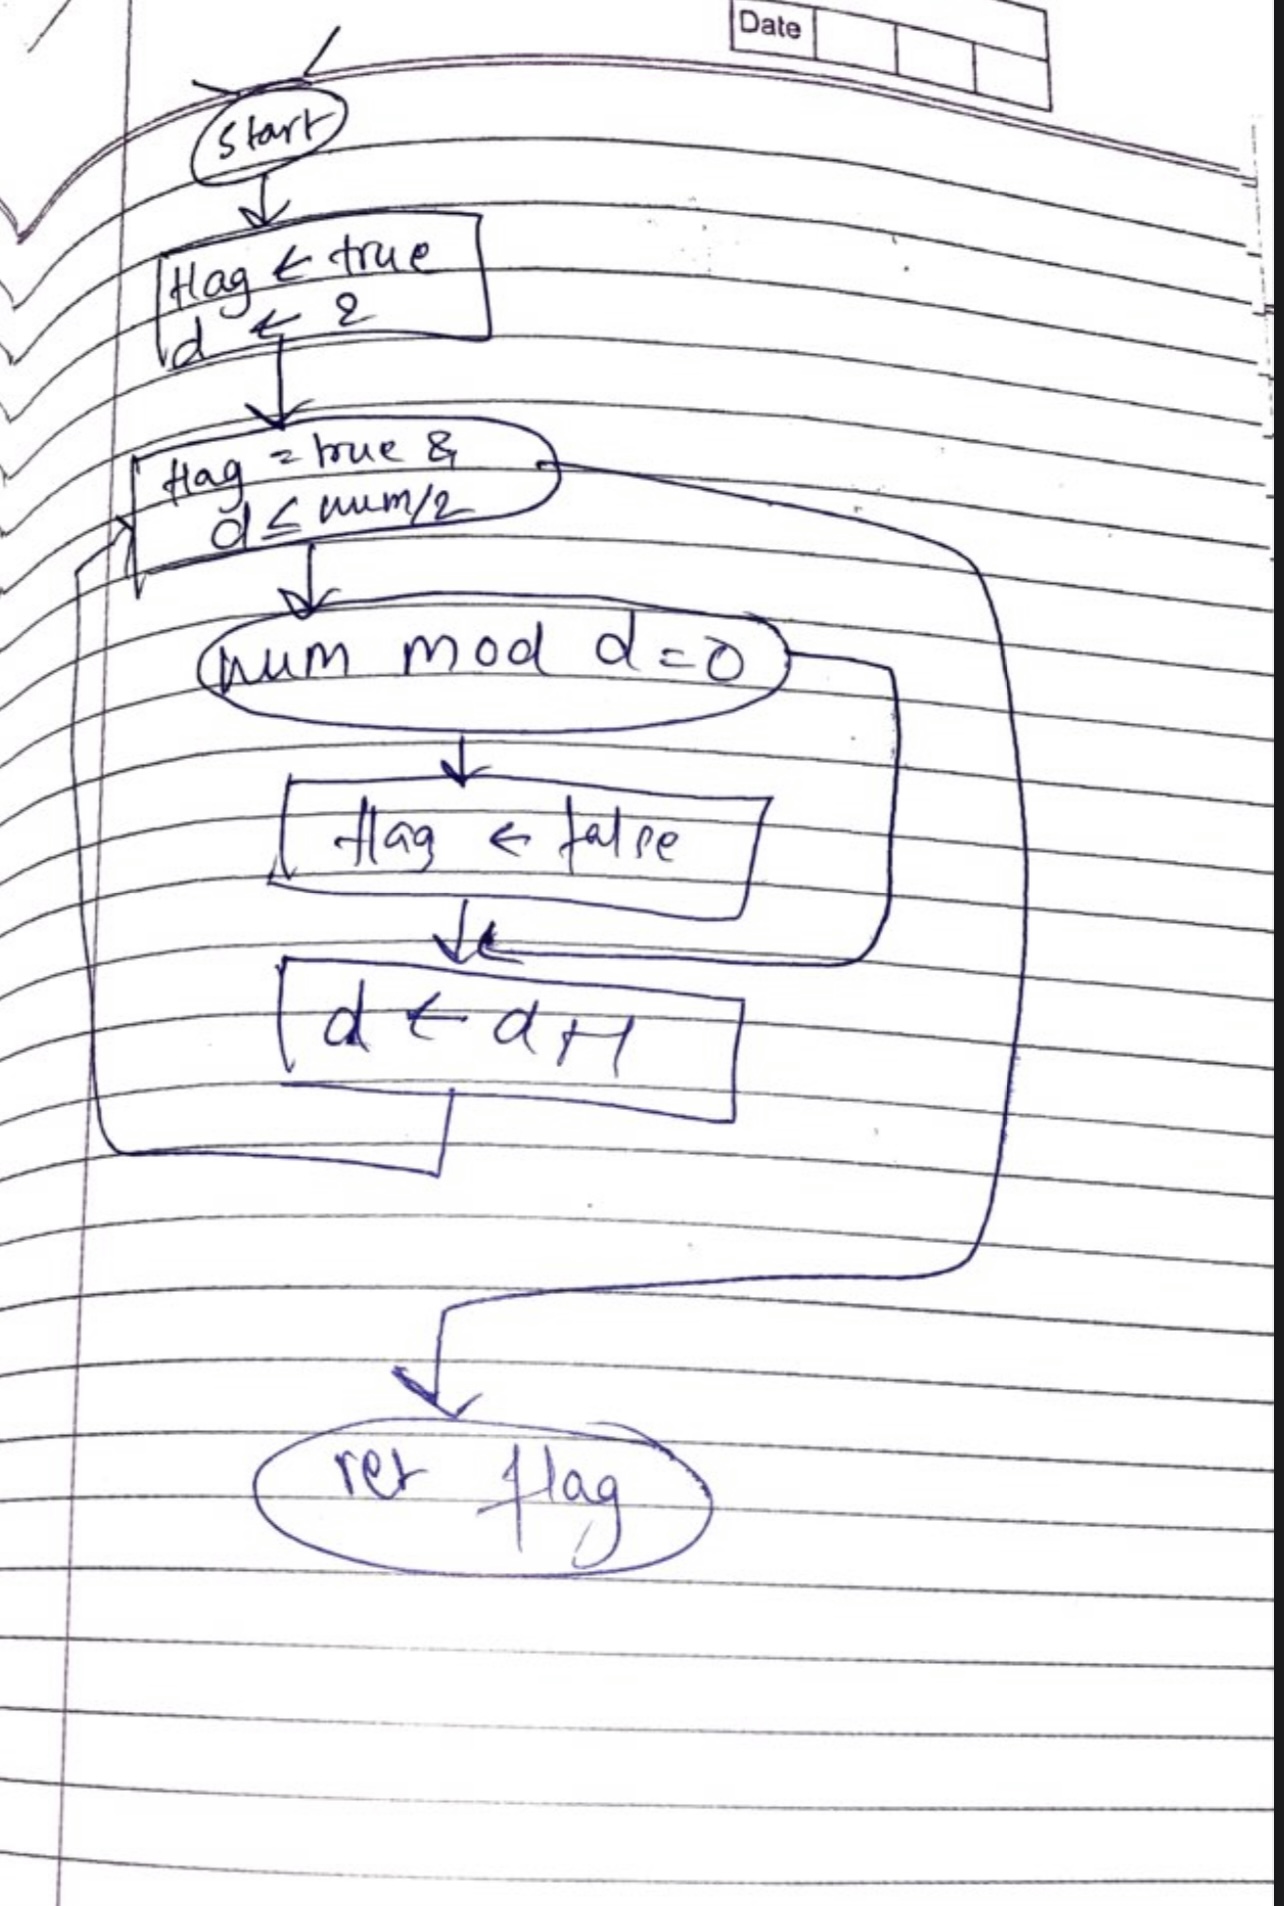 Date
start
flag ← true
d ← 2
flag = true &
d ≤ num/2
num mod d = 0
flag ← false
d ← d+1
ret flag